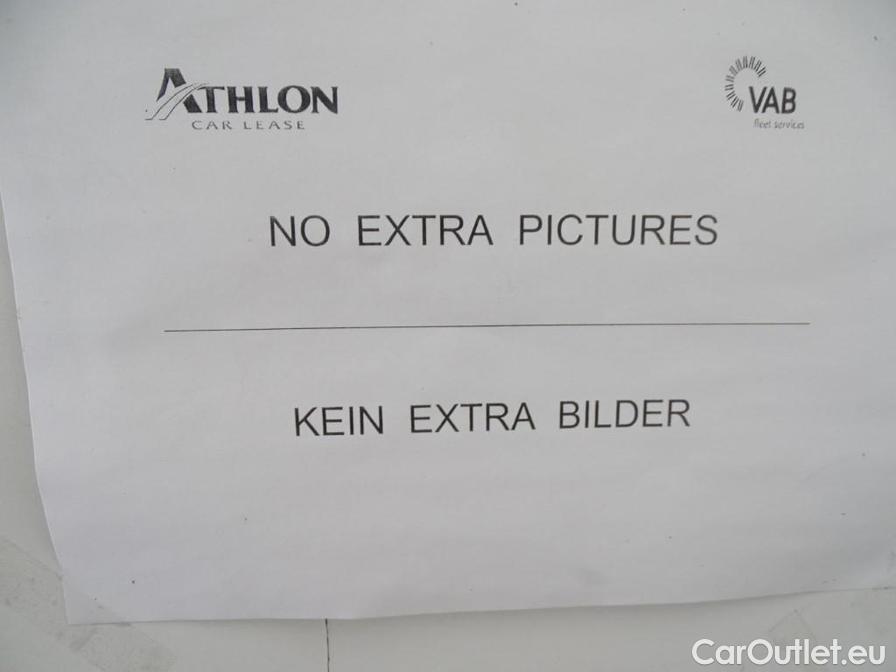 ATHLON
CAR LEASE
VAB
fleet services
NO EXTRA PICTURES
KEIN EXTRA BILDER
CarOutlet.eu